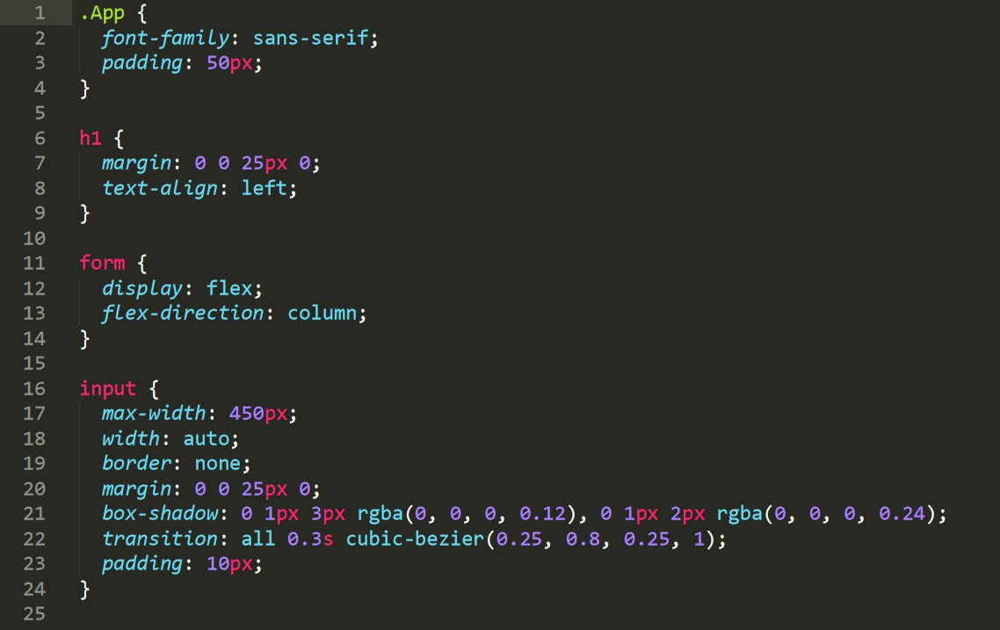 1 .App {
2   font-family: sans-serif;
3   padding: 50px;
4 }
5
6 h1 {
7   margin: 0 0 25px 0;
8   text-align: left;
9 }
10
11 form {
12   display: flex;
13   flex-direction: column;
14 }
15
16 input {
17   max-width: 450px;
18   width: auto;
19   border: none;
20   margin: 0 0 25px 0;
21   box-shadow: 0 1px 3px rgba(0, 0, 0, 0.12), 0 1px 2px rgba(0, 0, 0, 0.24);
22   transition: all 0.3s cubic-bezier(0.25, 0.8, 0.25, 1);
23   padding: 10px;
24 }
25